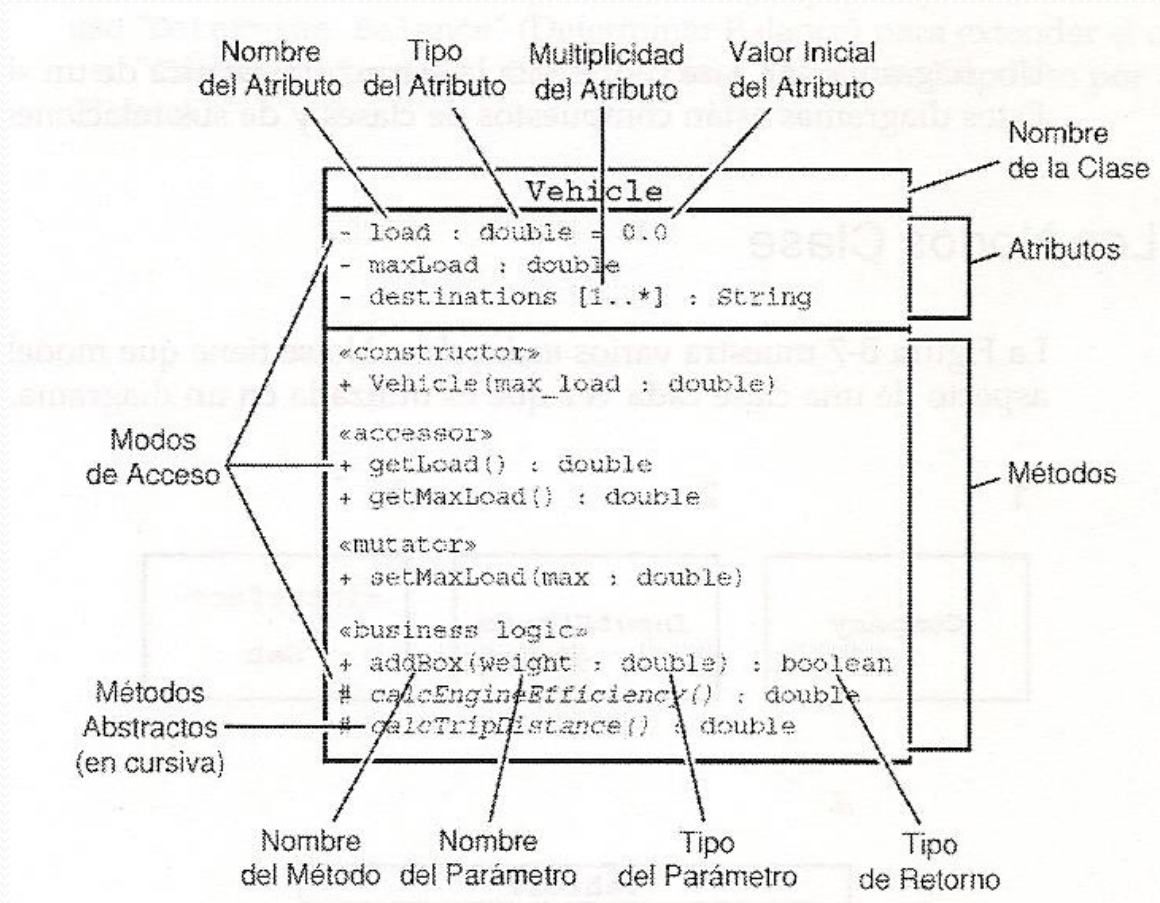 Nombre
del Atributo
Tipo
del Atributo
Multiplicidad
del Atributo
Valor Inicial
del Atributo
Nombre
de la Clase
Vehicle
- load : double = 0.0
- maxLoad : double
- destinations [1..*] : String
Atributos
«constructor»
+ Vehicle(max_load : double)
«accessor»
+ getLoad() : double
+ getMaxLoad() : double
«mutator»
+ setMaxLoad(max : double)
«business logic»
+ addBox(weight : double) : boolean
# calcEngineEfficiency() : double
# calcTripDistance() : double
Modos
de Acceso
Métodos
Métodos
Abstractos
(en cursiva)
Nombre
del Método
Nombre
del Parámetro
Tipo
del Parámetro
Tipo
de Retorno